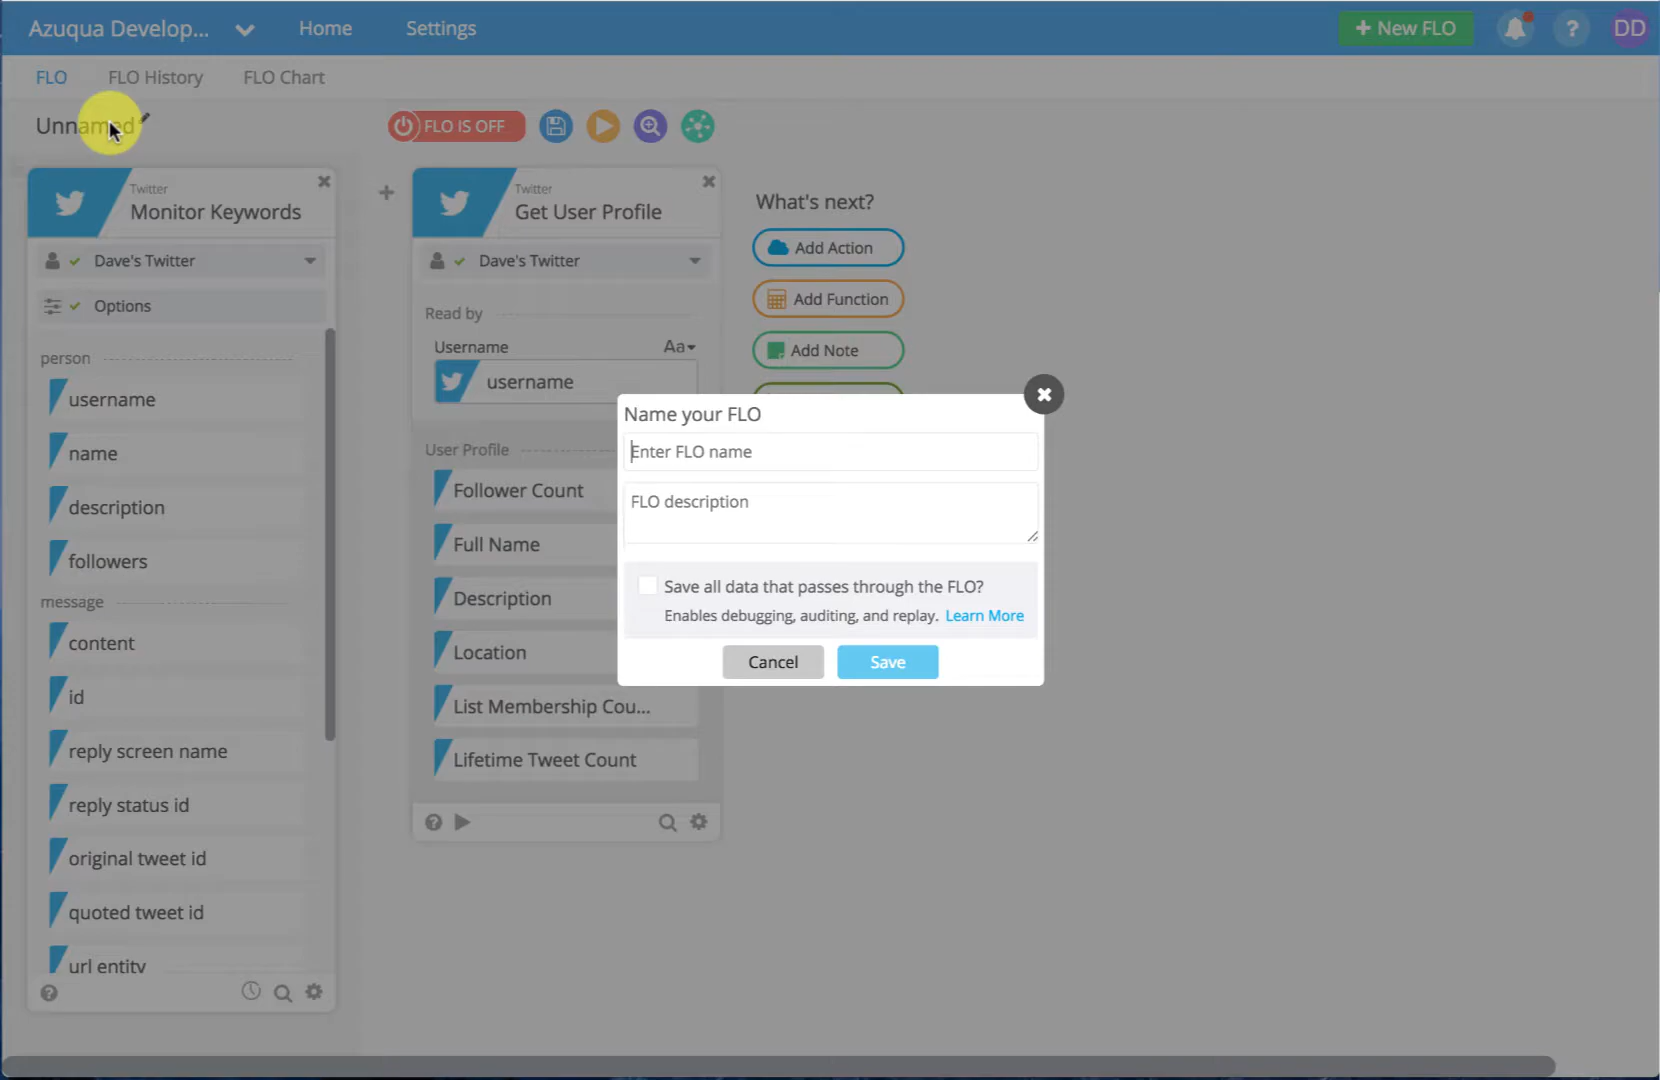 Azuqua Develop...
Home
Settings
+ New FLO
?
DD
FLO
FLO History
FLO Chart
Unnamed
FLO IS OFF
Twitter
Monitor Keywords
Dave's Twitter
Options
person
username
name
description
followers
message
content
id
reply screen name
reply status id
original tweet id
quoted tweet id
url entity
Twitter
Get User Profile
Dave's Twitter
Read by
Username
Aa
username
User Profile
Follower Count
Full Name
Description
Location
List Membership Cou...
Lifetime Tweet Count
What's next?
Add Action
Add Function
Add Note
Name your FLO
Enter FLO name
FLO description
Save all data that passes through the FLO?
Enables debugging, auditing, and replay. Learn More
Cancel
Save